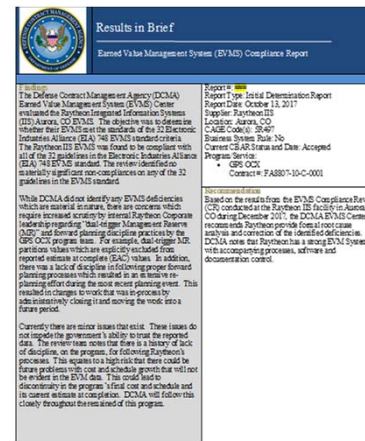 Results in Brief
Earned Value Management System (EVMS) Compliance Report
Findings
The Defense Contract Management Agency (DCMA)
Earned Value Management System (EVMS) Center
evaluated the Raytheon Integrated Information Systems
(IIS) Aurora, CO EVMS. The objective was to determine
whether their EVMS met the standards of the 32 Electronic
Industries Alliance (EIA) 748 EVMS standard criteria.
The Raytheon IIS EVMS was found to be compliant with
all of the 32 guidelines in the Electronic Industries Alliance
(EIA) 748 EVMS standard. The review identified no
materially significant non-compliances on any of the 32
guidelines in the EVMS standard.
While DCMA did not identify any EVMS deficiencies
which are material in nature, there are concerns which
require increased scrutiny by internal Raytheon Corporate
leadership regarding "dual-trigger Management Reserve
(MR)" and forward planning discipline practices by the
GPS OCX program team. For example, dual-trigger MR
partitions values which are explicitly excluded from
reported estimate at complete (EAC) values. In addition,
there was a lack of discipline in following proper forward
planning processes which resulted in an extensive re-
planning effort during the most recent planning event. This
resulted in changes to work that was in-process by
administratively closing it and moving the work into a
future period.
Currently there are minor issues that exist. These issues do
not impede the government's ability to trust the reported
data. The review team notes that there is a history of lack
of discipline, on the program, for following Raytheon's
processes. This equates to a high risk that there could be
future problems with cost and schedule growth that will not
be evident in the EVM data. This could lead to
discontinuity in the program's final cost and schedule and
its current estimate at completion. DCMA will follow this
closely throughout the remained of this program.
Report #:
Report Type: Initial Determination Report
Report Date: October 13, 2017
Supplier: Raytheon IIS
Location: Aurora, CO
CAGE Code(s): 5R497
Business System Rule: No
Current CBAR Status and Date: Accepted
Program/Service:
• GPS OCX
Contract #: FA8807-10-C-0001
Recommendation
Based on the results from the EVMS Compliance Review
(CR) conducted at the Raytheon IIS facility in Aurora,
CO during December 2017, the DCMA EVMS Center
recommends Raytheon provide formal root cause
analysis and correction of the identified deficiencies.
DCMA notes that Raytheon has a strong EVM System
with accompanying processes, software and
documentation control.